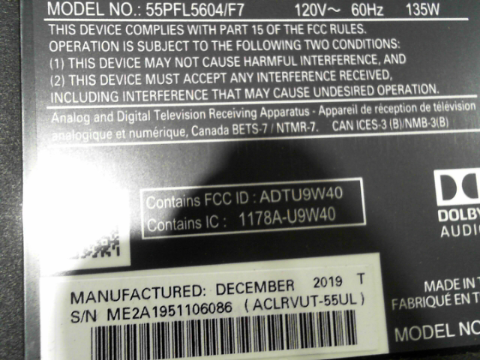 MODEL NO.: 55PFL5604/F7 120V~ 60Hz 135W
THIS DEVICE COMPLIES WITH PART 15 OF THE FCC RULES.
OPERATION IS SUBJECT TO THE FOLLOWING TWO CONDITIONS:
(1) THIS DEVICE MAY NOT CAUSE HARMFUL INTERFERENCE, AND
(2) THIS DEVICE MUST ACCEPT ANY INTERFERENCE RECEIVED,
INCLUDING INTERFERENCE THAT MAY CAUSE UNDESIRED OPERATION.
Analog and Digital Television Receiving Apparatus - Appareil de réception de télévision
analogique et numérique, Canada BETS-7 / NTMR-7. CAN ICES-3 (B)/NMB-3(B)
Contains FCC ID : ADTU9W40
Contains IC : 1178A-U9W40
DOLBY
AUDIO
MANUFACTURED: DECEMBER 2019 T
S/N ME2A1951106086 (ACLRVUT-55UL)
MADE IN
FABRIQUÉ EN
MODEL NO